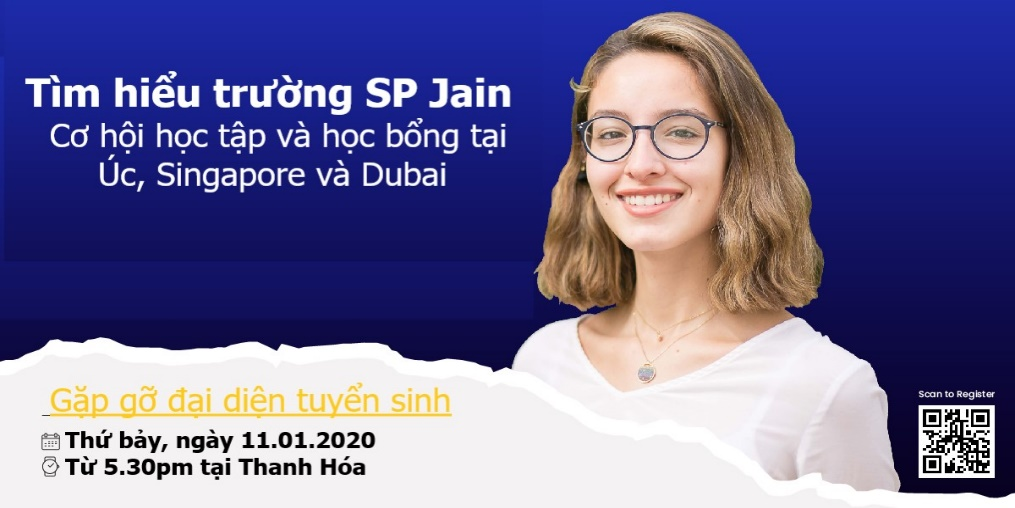 Tìm hiểu trường SP Jain
Cơ hội học tập và học bổng tại
Úc, Singapore và Dubai
Gặp gỡ đại diện tuyển sinh
Thứ bảy, ngày 11.01.2020
Từ 5.30pm tại Thanh Hóa
Scan to Register